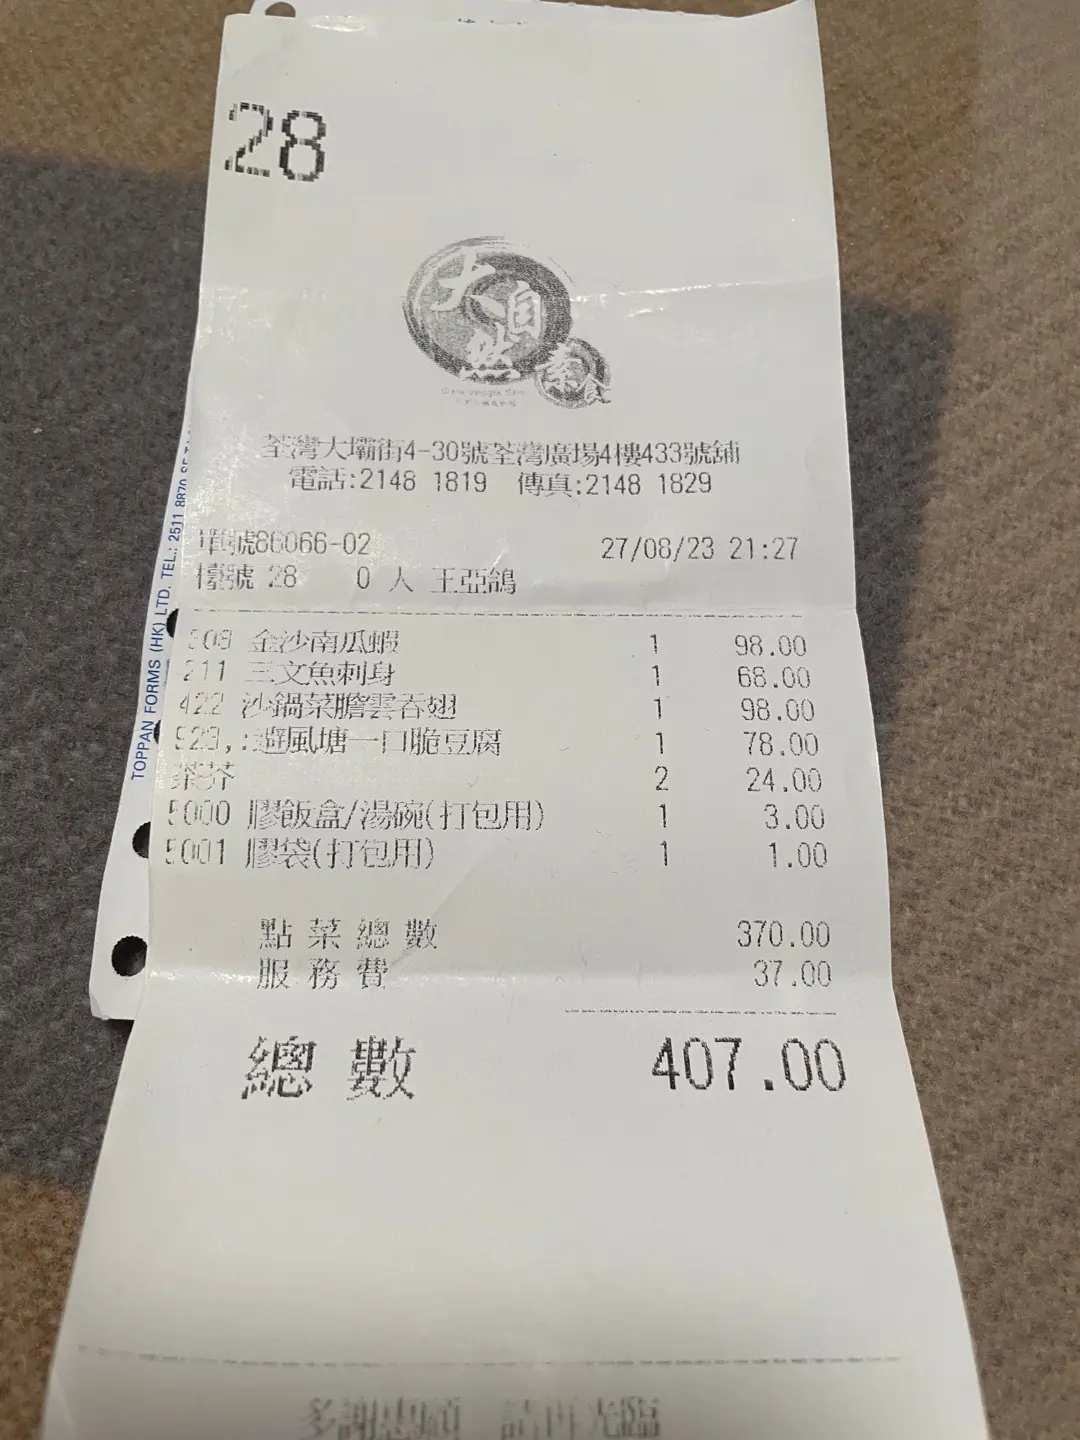 28
大自然
素食
荃灣大壩街4-30號荃灣廣場4樓433號舖
電話:2148 1819 傳真:2148 1829
單號86066-02 27/08/23 21:27
檯號 28 0 人 王亞鴿
508 金沙南瓜蝦 1 98.00
211 三文魚刺身 1 68.00
422 沙鍋菜膽雲吞翅 1 98.00
523,:避風塘一口脆豆腐 1 78.00
茶芥 2 24.00
5000 膠飯盒/湯碗(打包用) 1 3.00
5001 膠袋(打包用) 1 1.00
點菜總數 370.00
服務費 37.00
總數 407.00
多謝惠顧 請再光臨
TOPPAN FORMS (HK) LTD. TEL.: 2511 8870